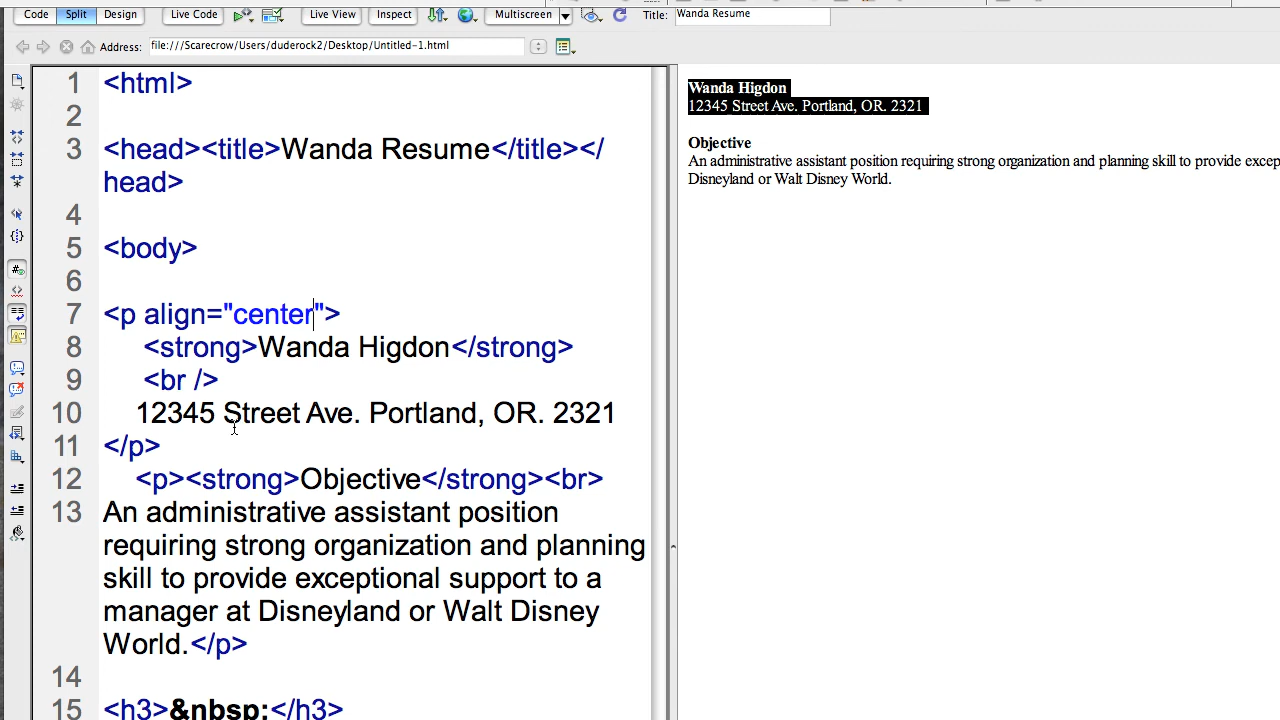 Code Split Design Live Code Live View Inspect Multiscreen Title: Wanda Resume
Address: file:///Scarecrow/Users/duderock2/Desktop/Untitled-1.html
1 <html>
2
3 <head><title>Wanda Resume</title></
head>
4
5 <body>
6
7 <p align="center">
8 <strong>Wanda Higdon</strong>
9 <br />
10 12345 Street Ave. Portland, OR. 2321
11 </p>
12 <p><strong>Objective</strong><br>
13 An administrative assistant position
requiring strong organization and planning
skill to provide exceptional support to a
manager at Disneyland or Walt Disney
World.</p>
14
15 <h3>&nbsp;</h3>
Wanda Higdon
12345 Street Ave. Portland, OR. 2321
Objective
An administrative assistant position requiring strong organization and planning skill to provide excep
Disneyland or Walt Disney World.